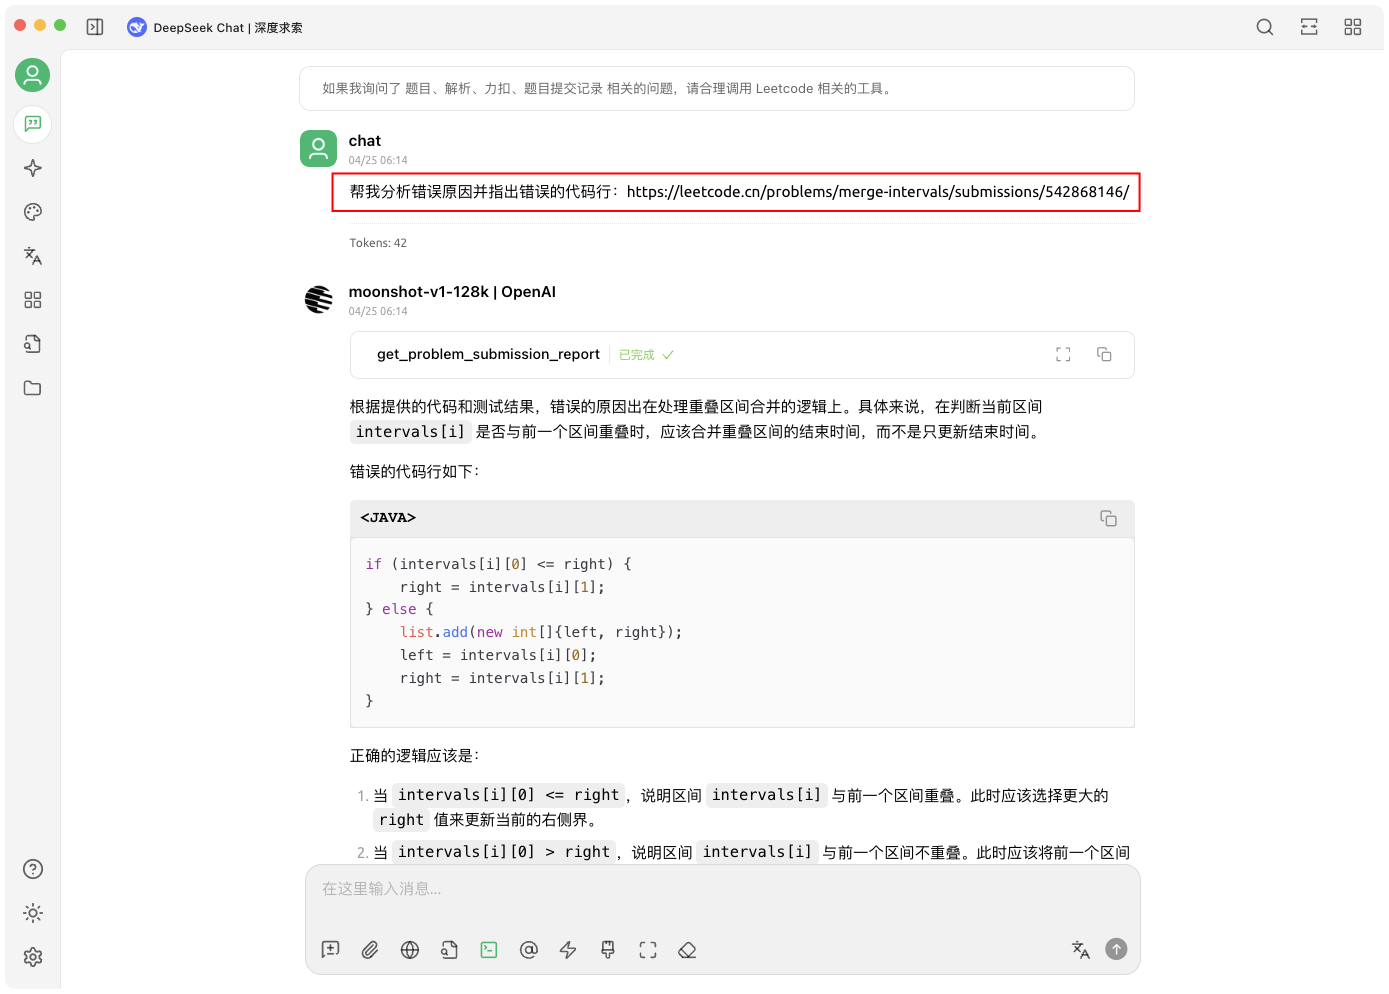 DeepSeek Chat | 深度求索
如果我询问了 题目、解析、力扣、题目提交记录 相关的问题，请合理调用 Leetcode 相关的工具。
chat
04/25 06:14
帮我分析错误原因并指出错误的代码行：https://leetcode.cn/problems/merge-intervals/submissions/542868146/
Tokens: 42
moonshot-v1-128k | OpenAI
04/25 06:14
get_problem_submission_report 已完成
根据提供的代码和测试结果，错误的原因出在处理重叠区间合并的逻辑上。具体来说，在判断当前区间
intervals[i] 是否与前一个区间重叠时，应该合并重叠区间的结束时间，而不是只更新结束时间。
错误的代码行如下：
<JAVA>
if (intervals[i][0] <= right) {
    right = intervals[i][1];
} else {
    list.add(new int[]{left, right});
    left = intervals[i][0];
    right = intervals[i][1];
}
正确的逻辑应该是：
1. 当 intervals[i][0] <= right，说明区间 intervals[i] 与前一个区间重叠。此时应该选择更大的
right 值来更新当前的右侧界。
2. 当 intervals[i][0] > right，说明区间 intervals[i] 与前一个区间不重叠。此时应该将前一个区间
在这里输入消息...